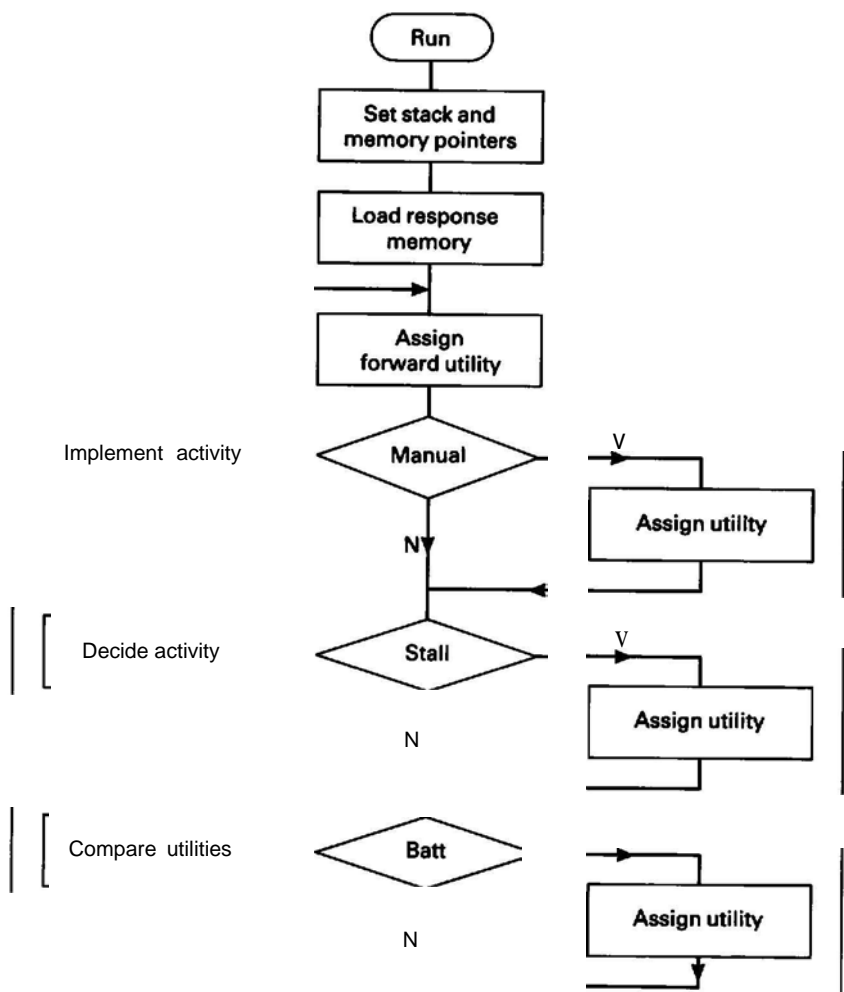 Run
Set stack and
memory pointers
Load response
memory
Assign
forward utility
Implement activity
Manual
V
Assign utility
N
Decide activity
Stall
V
Assign utility
N
Compare utilities
Batt
Assign utility
N